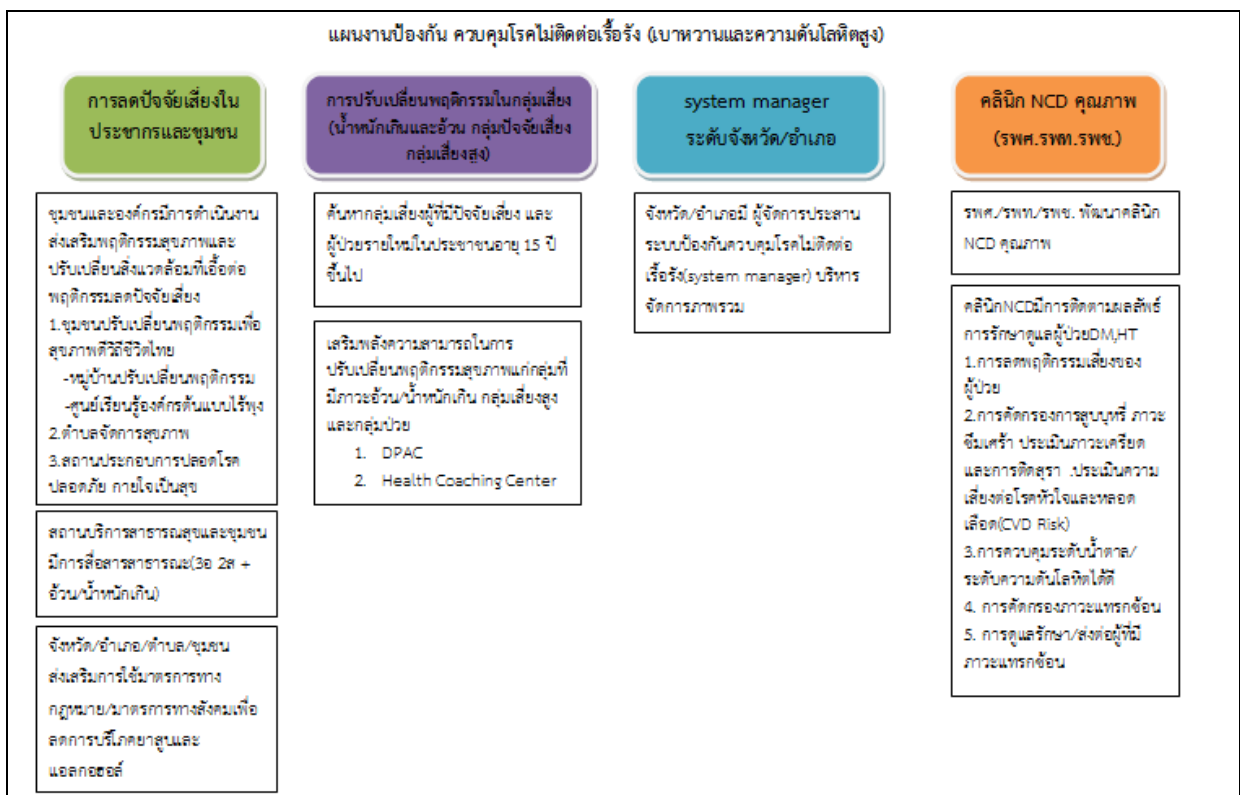 แผนงานป้องกัน ควบคุมโรคไม่ติดต่อเรื้อรัง (เบาหวานและความดันโลหิตสูง)
การลดปัจจัยเสี่ยงใน
ประชากรและชุมชน
ชุมชนและองค์กรมีการดำเนินงาน
ส่งเสริมพฤติกรรมสุขภาพและ
ปรับเปลี่ยนสิ่งแวดล้อมที่เอื้อต่อ
พฤติกรรมลดปัจจัยเสี่ยง
1.ชุมชนปรับเปลี่ยนพฤติกรรมเพื่อ
สุขภาพดีวิถีชีวิตไทย
-หมู่บ้านปรับเปลี่ยนพฤติกรรม
-ศูนย์เรียนรู้องค์กรต้นแบบไร้พุง
2.ตำบลจัดการสุขภาพ
3.สถานประกอบการปลอดโรค
ปลอดภัย กายใจเป็นสุข
สถานบริการสาธารณสุขและชุมชน
มีการสื่อสารสาธารณะ(3อ 2ส +
อ้วน/น้ำหนักเกิน)
จังหวัด/อำเภอ/ตำบล/ชุมชน
ส่งเสริมการใช้มาตรการทาง
กฎหมาย/มาตรการทางสังคมเพื่อ
ลดการบริโภคยาสูบและ
แอลกอฮอล์
การปรับเปลี่ยนพฤติกรรมในกลุ่มเสี่ยง
(น้ำหนักเกินและอ้วน กลุ่มปัจจัยเสี่ยง
กลุ่มเสี่ยงสูง)
ค้นหากลุ่มเสี่ยงผู้ที่มีปัจจัยเสี่ยง และ
ผู้ป่วยรายใหม่ในประชาชนอายุ 15 ปี
ขึ้นไป
เสริมพลังความสามารถในการ
ปรับเปลี่ยนพฤติกรรมสุขภาพแก่กลุ่มที่
มีภาวะอ้วน/น้ำหนักเกิน กลุ่มเสี่ยงสูง
และกลุ่มป่วย
1. DPAC
2. Health Coaching Center
system manager
ระดับจังหวัด/อำเภอ
จังหวัด/อำเภอมี ผู้จัดการประสาน
ระบบป้องกันควบคุมโรคไม่ติดต่อ
เรื้อรัง(system manager) บริหาร
จัดการภาพรวม
คลินิก NCD คุณภาพ
(รพศ.รพท.รพช.)
รพศ./รพท./รพช. พัฒนาคลินิก
NCD คุณภาพ
คลินิกNCDมีการติดตามผลลัพธ์
การรักษาดูแลผู้ป่วยDM,HT
1.การลดพฤติกรรมเสี่ยงของ
ผู้ป่วย
2.การคัดกรองการสูบบุหรี่ ภาวะ
ซึมเศร้า ประเมินภาวะเครียด
และการติดสุรา .ประเมินความ
เสี่ยงต่อโรคหัวใจและหลอด
เลือด(CVD Risk)
3.การควบคุมระดับน้ำตาล/
ระดับความดันโลหิตได้ดี
4. การคัดกรองภาวะแทรกซ้อน
5. การดูแลรักษา/ส่งต่อผู้ที่มี
ภาวะแทรกซ้อน